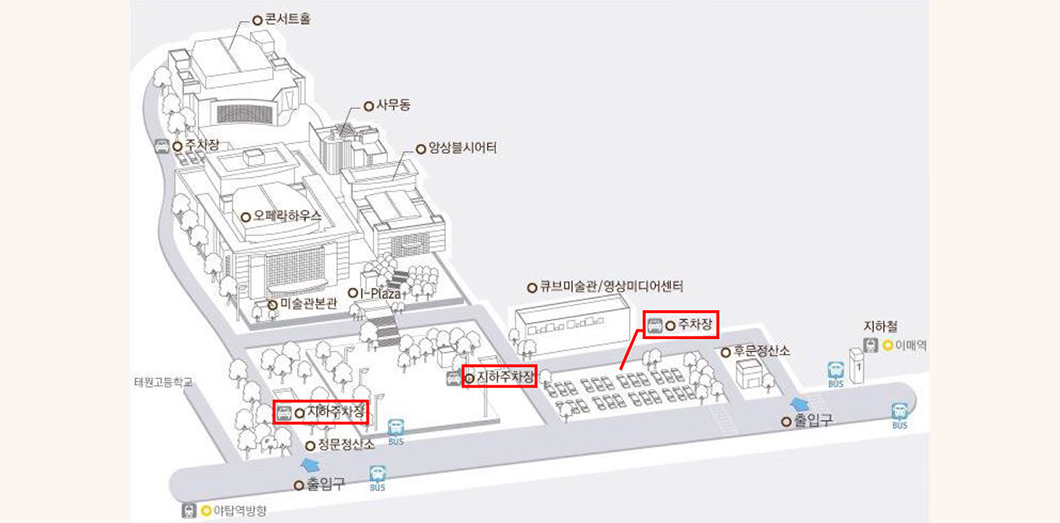 콘서트홀
사무동
주차장
앙상블시어터
오페라하우스
큐브미술관/영상미디어센터
I-Plaza
미술관본관
주차장
지하철
이매역
후문정산소
1
BUS
지하주차장
태원고등학교
지하주차장
BUS
BUS
출입구
정문정산소
BUS
출입구
야탑역방향